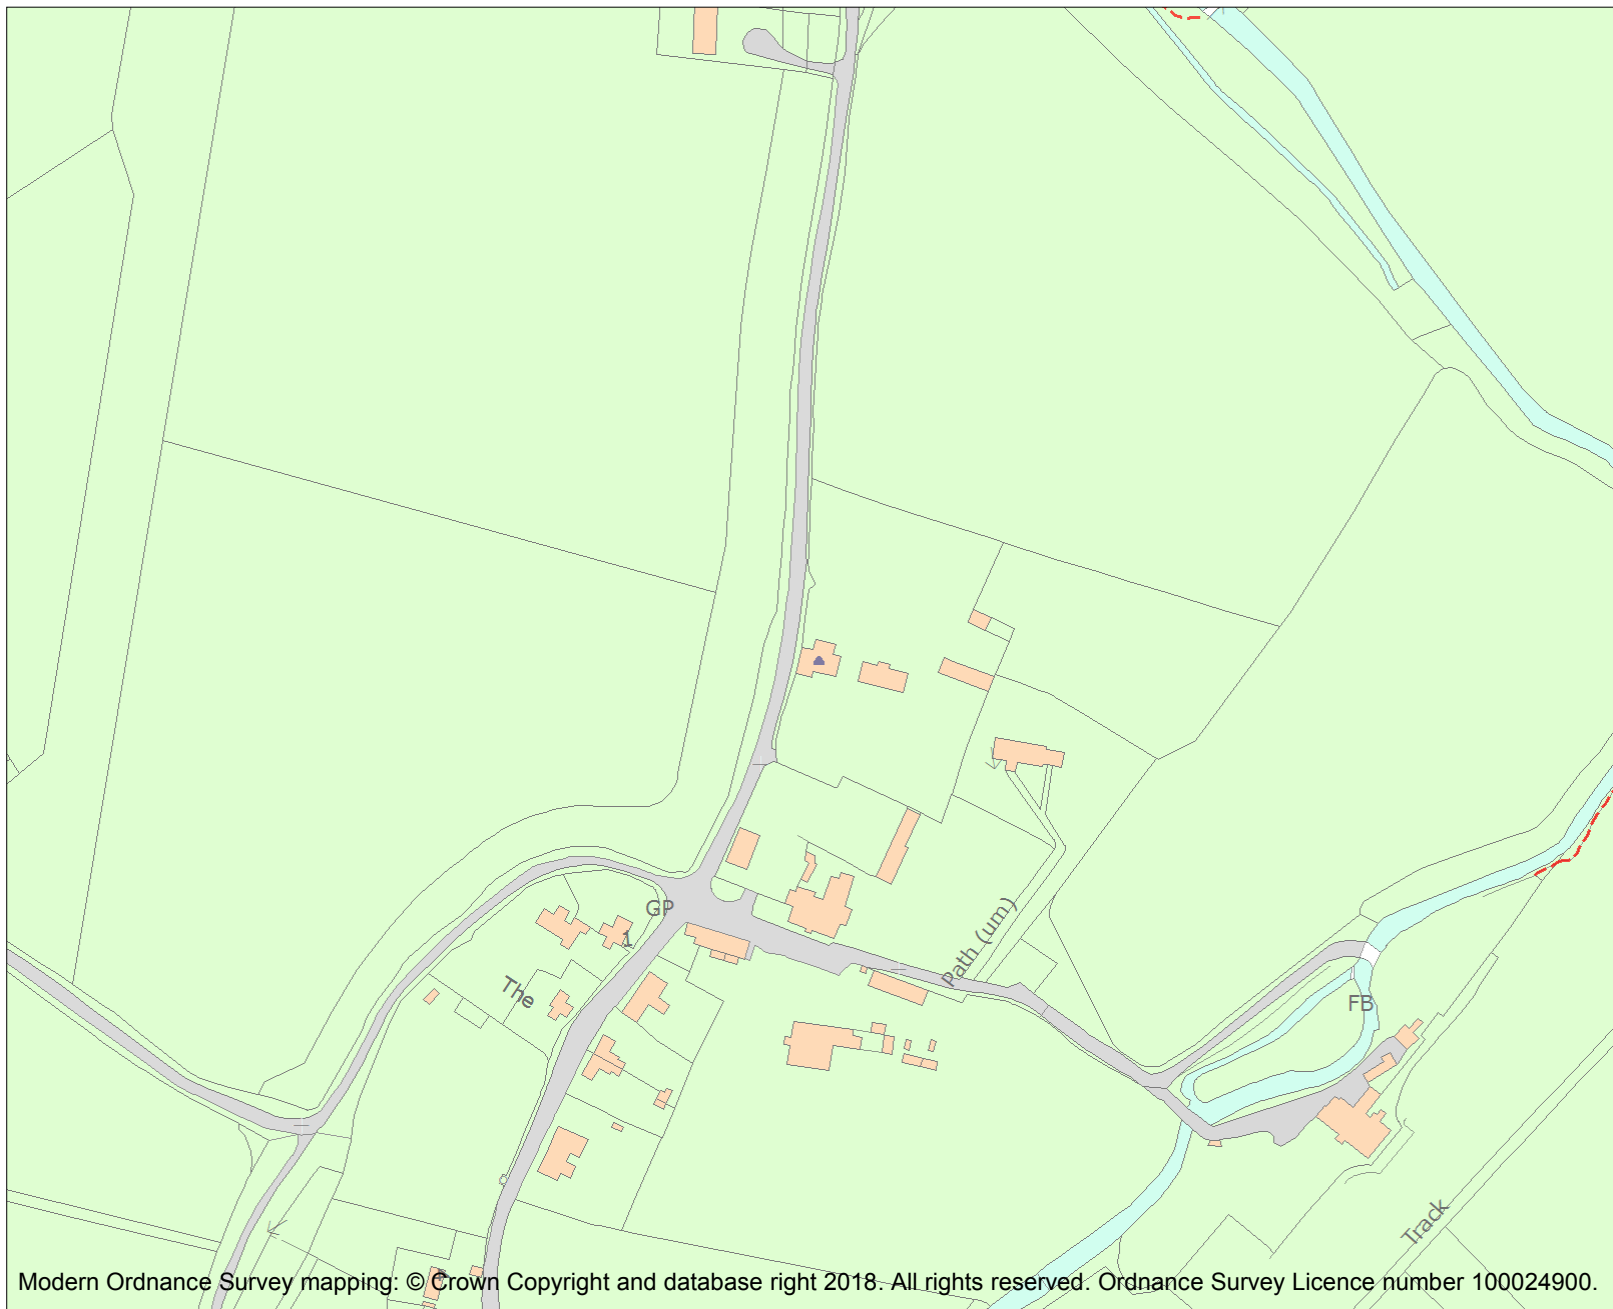 GP
1
Path (um)
The
FB
Track
Modern Ordnance Survey mapping: © Crown Copyright and database right 2018. All rights reserved. Ordnance Survey Licence number 100024900.